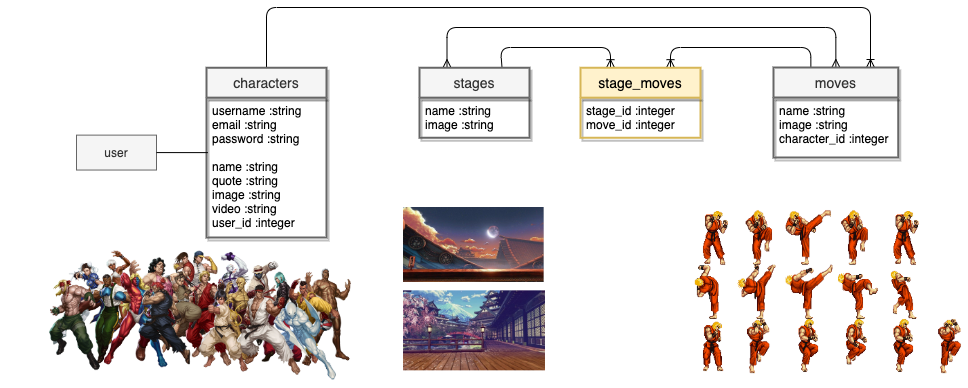 user
characters
username :string
email :string
password :string
name :string
quote :string
image :string
video :string
user_id :integer
stages
name :string
image :string
stage_moves
stage_id :integer
move_id :integer
moves
name :string
image :string
character_id :integer